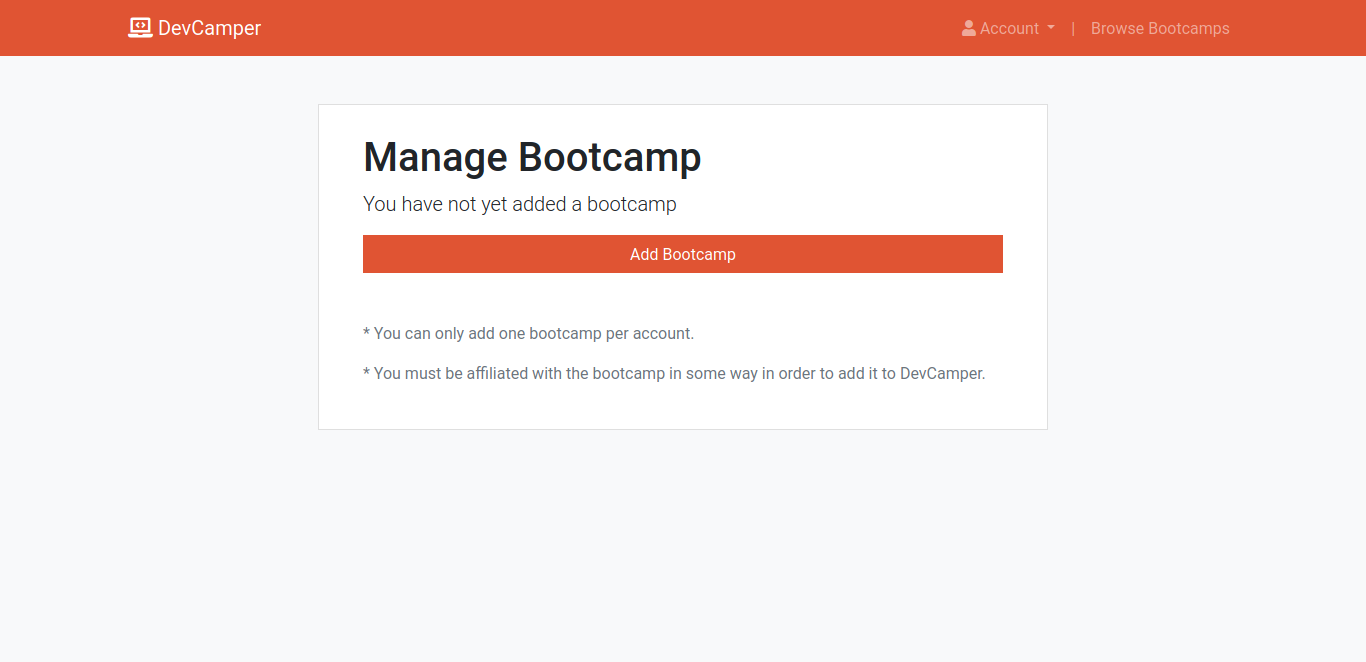 DevCamper
Account | Browse Bootcamps
Manage Bootcamp
You have not yet added a bootcamp
Add Bootcamp
* You can only add one bootcamp per account.
* You must be affiliated with the bootcamp in some way in order to add it to DevCamper.